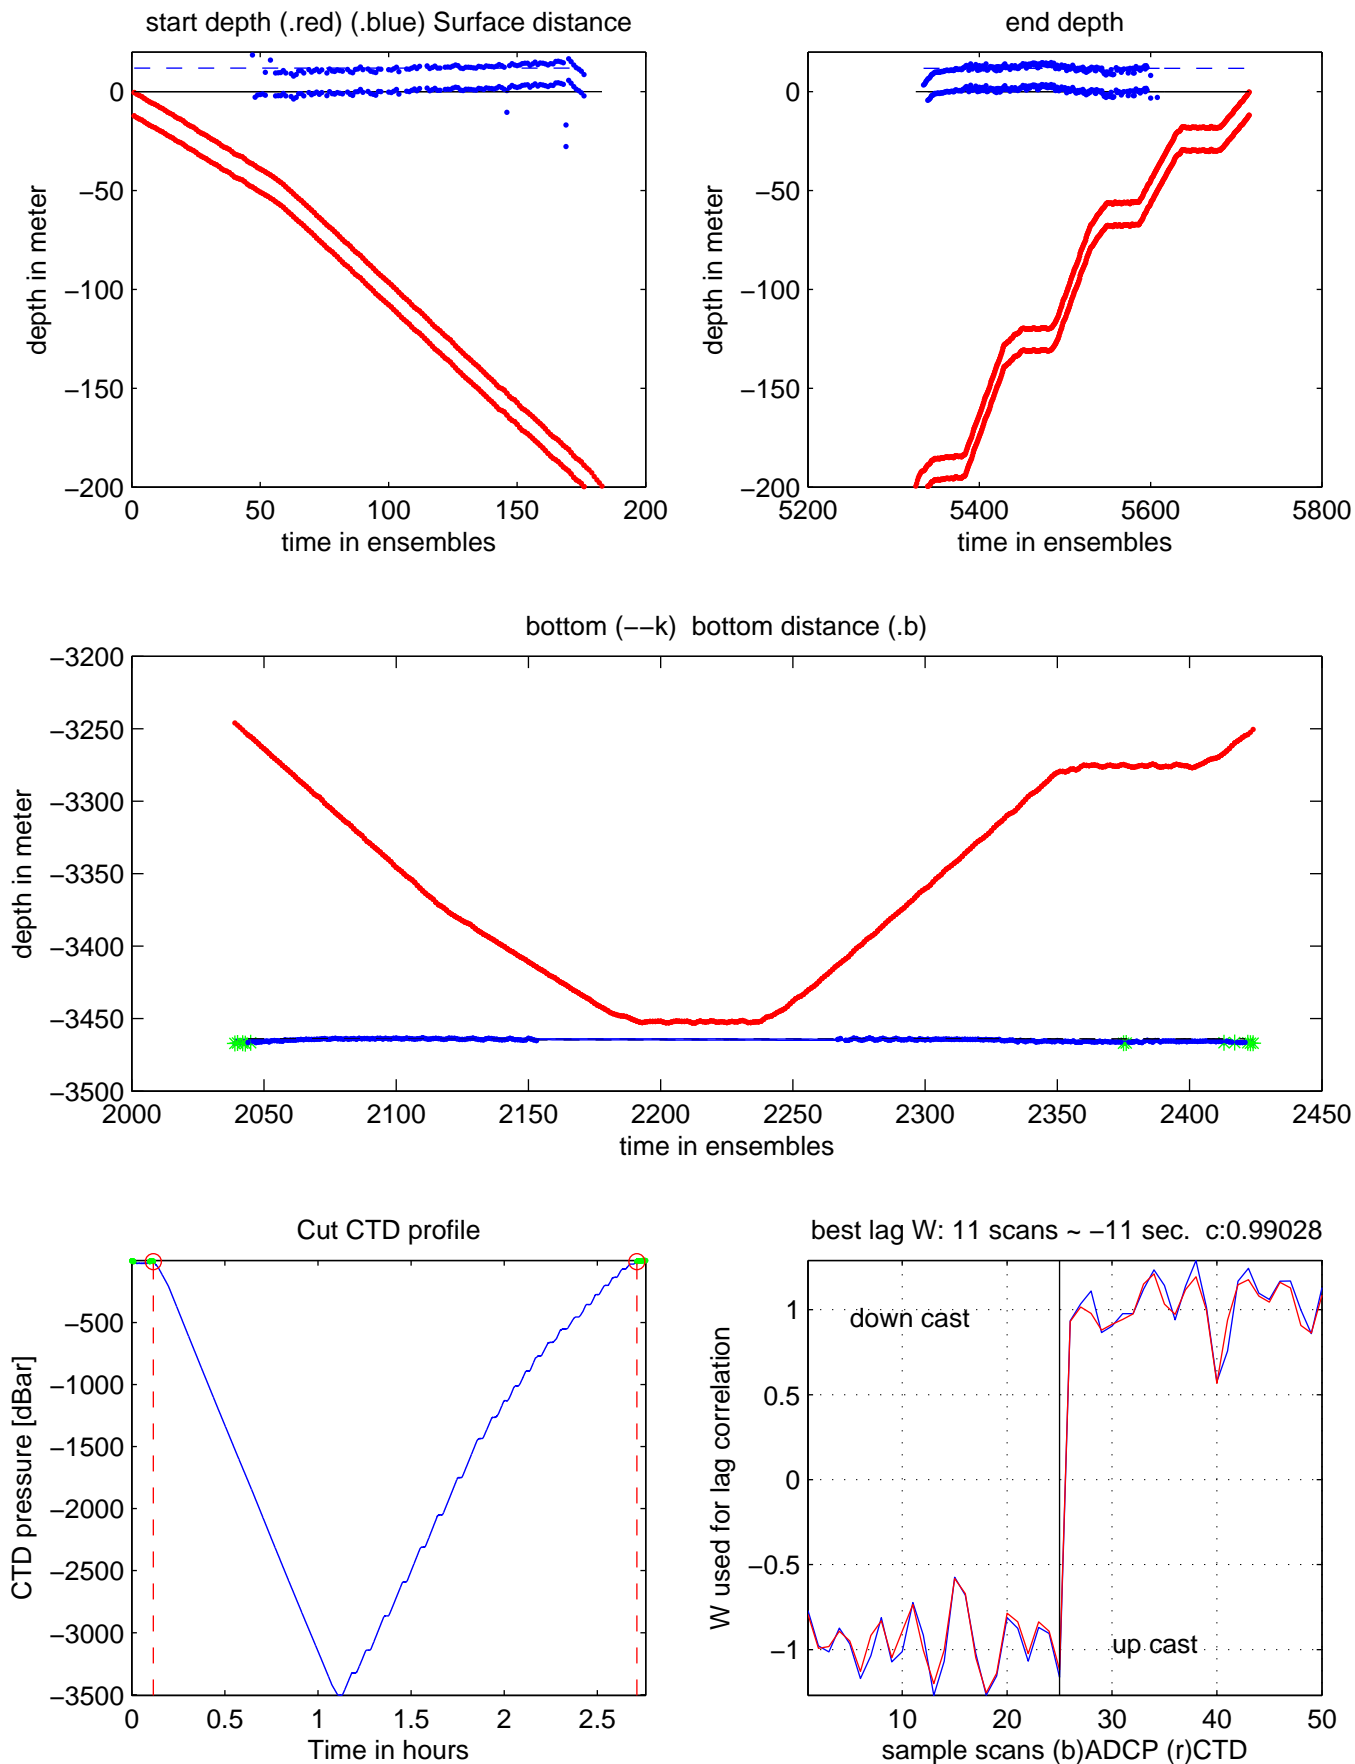 start depth (.red) (.blue) Surface distance
0
−50
−100
−150
−200
depth in meter
0 50 100 150 200
time in ensembles
end depth
0
−50
−100
−150
−200
depth in meter
5200 5400 5600 5800
time in ensembles
bottom (−−k)  bottom distance (.b)
−3200
−3250
−3300
−3350
−3400
−3450
−3500
depth in meter
2000 2050 2100 2150 2200 2250 2300 2350 2400 2450
time in ensembles
Cut CTD profile
−500
−1000
−1500
−2000
−2500
−3000
−3500
CTD pressure [dBar]
0 0.5 1 1.5 2 2.5
Time in hours
best lag W: 11 scans ~ −11 sec.  c:0.99028
1
0.5
0
−0.5
−1
W used for lag correlation
down cast
up cast
10 20 30 40 50
sample scans (b)ADCP (r)CTD